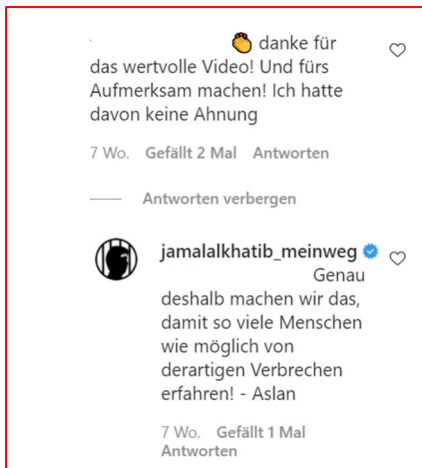 danke für
das wertvolle Video! Und fürs
Aufmerksam machen! Ich hatte
davon keine Ahnung
7 Wo. Gefällt 2 Mal Antworten
Antworten verbergen
jamalalkhatib_meinweg
Genau
deshalb machen wir das,
damit so viele Menschen
wie möglich von
derartigen Verbrechen
erfahren! - Aslan
7 Wo. Gefällt 1 Mal
Antworten